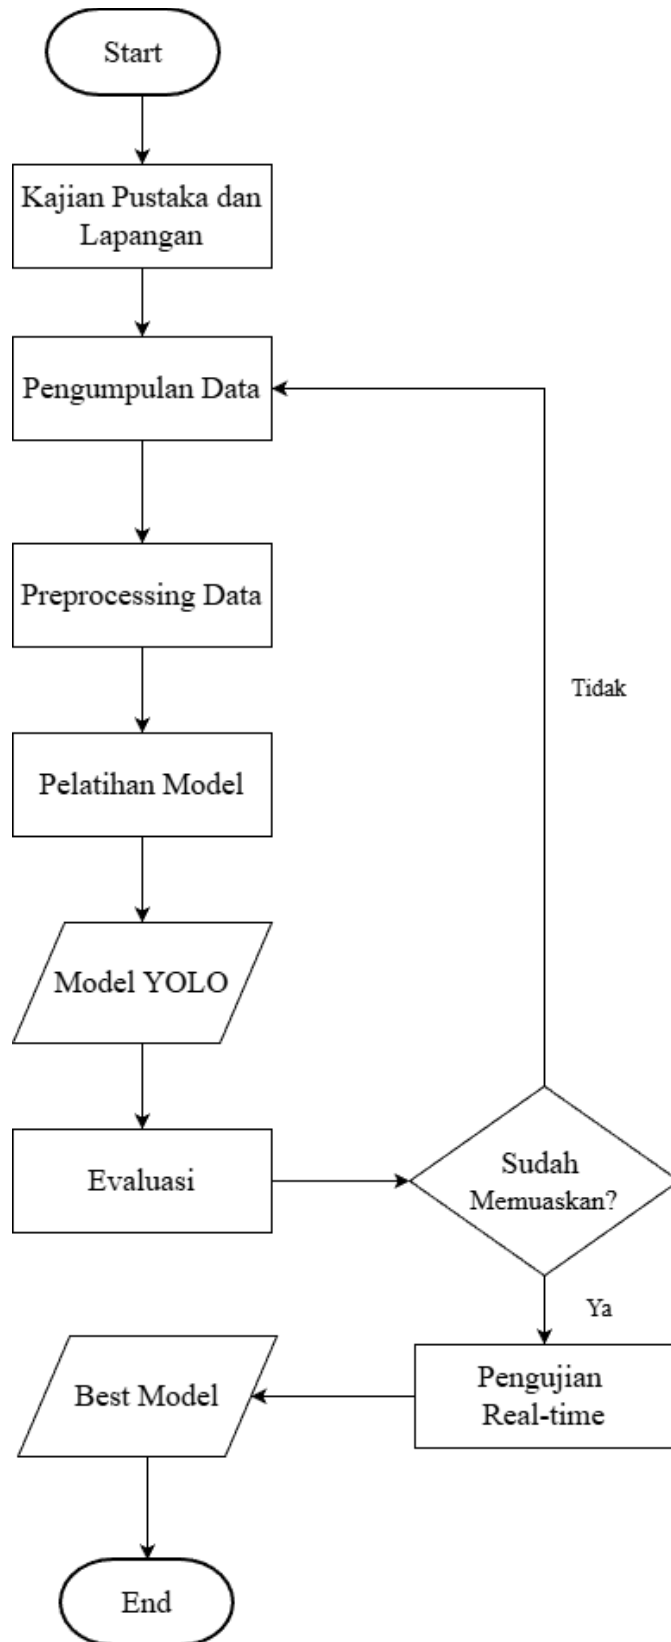 Start
Kajian Pustaka dan
Lapangan
Pengumpulan Data
Preprocessing Data
Tidak
Pelatihan Model
Model YOLO
Evaluasi
Sudah
Memuaskan?
Ya
Pengujian
Real-time
Best Model
End